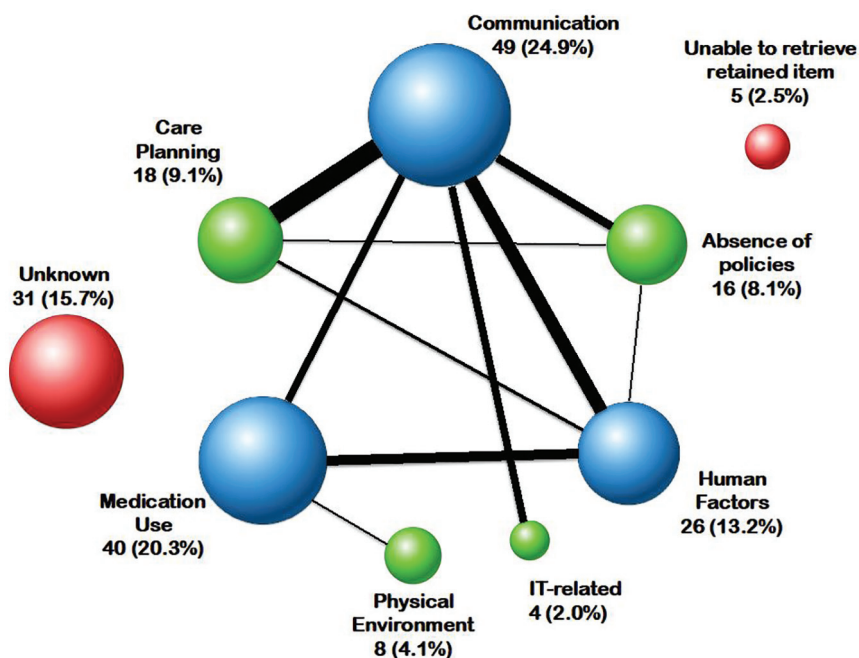 Communication
49 (24.9%)
Unable to retrieve
retained item
5 (2.5%)
Care
Planning
18 (9.1%)
Absence of
policies
16 (8.1%)
Unknown
31 (15.7%)
Medication
Use
40 (20.3%)
Human
Factors
26 (13.2%)
Physical
Environment
8 (4.1%)
IT-related
4 (2.0%)